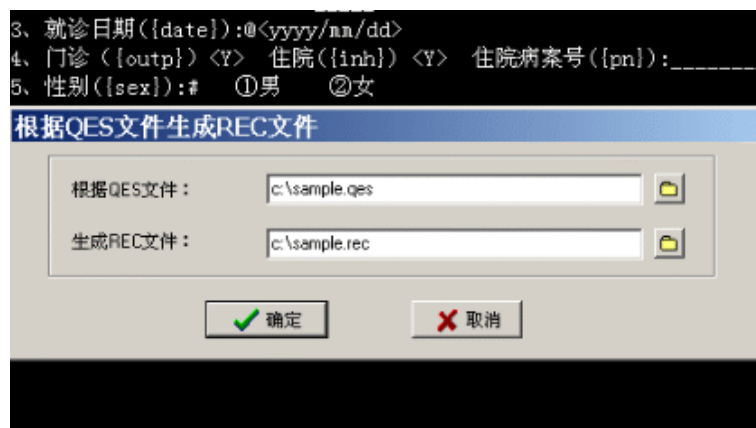 3、就诊日期({date}):@<yyyy/mm/dd>
4、门诊 ({outp}) <Y>  住院({inh}) <Y>  住院病案号({pn}):_______
5、性别({sex}):#  ①男  ②女
根据QES文件生成REC文件
根据QES文件： c:\sample.qes
生成REC文件： c:\sample.rec
确定 取消